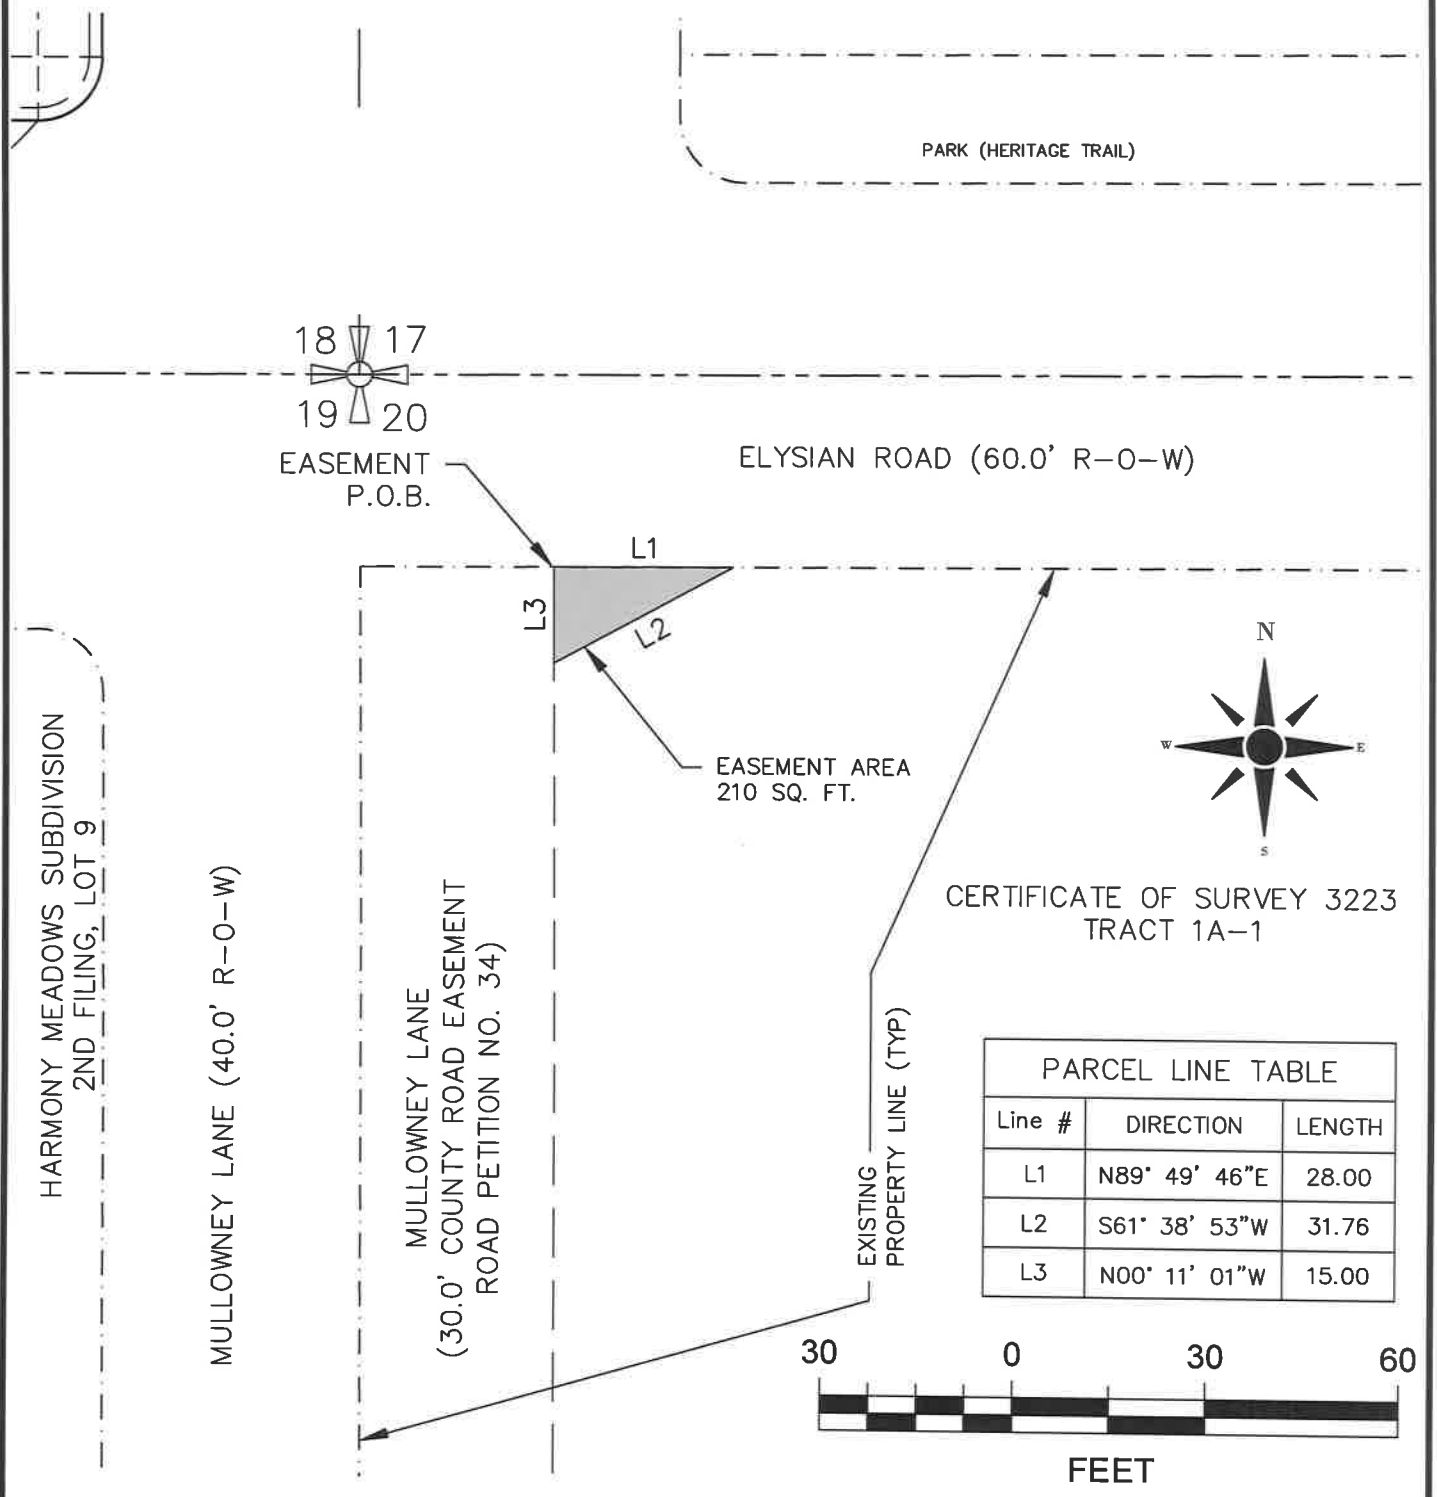 PARK (HERITAGE TRAIL)
18 17
19 20
EASEMENT
P.O.B.
ELYSIAN ROAD (60.0' R-O-W)
L1
L3
L2
EASEMENT AREA
210 SQ. FT.
N
W
E
S
CERTIFICATE OF SURVEY 3223
TRACT 1A-1
HARMONY MEADOWS SUBDIVISION
2ND FILING, LOT 9
MULLOWNEY LANE (40.0' R-O-W)
MULLOWNEY LANE
(30.0' COUNTY ROAD EASEMENT
ROAD PETITION NO. 34)
EXISTING
PROPERTY LINE (TYP)
PARCEL LINE TABLE
Line # DIRECTION LENGTH
L1 N89° 49' 46"E 28.00
L2 S61° 38' 53"W 31.76
L3 N00° 11' 01"W 15.00
30 0 30 60
FEET